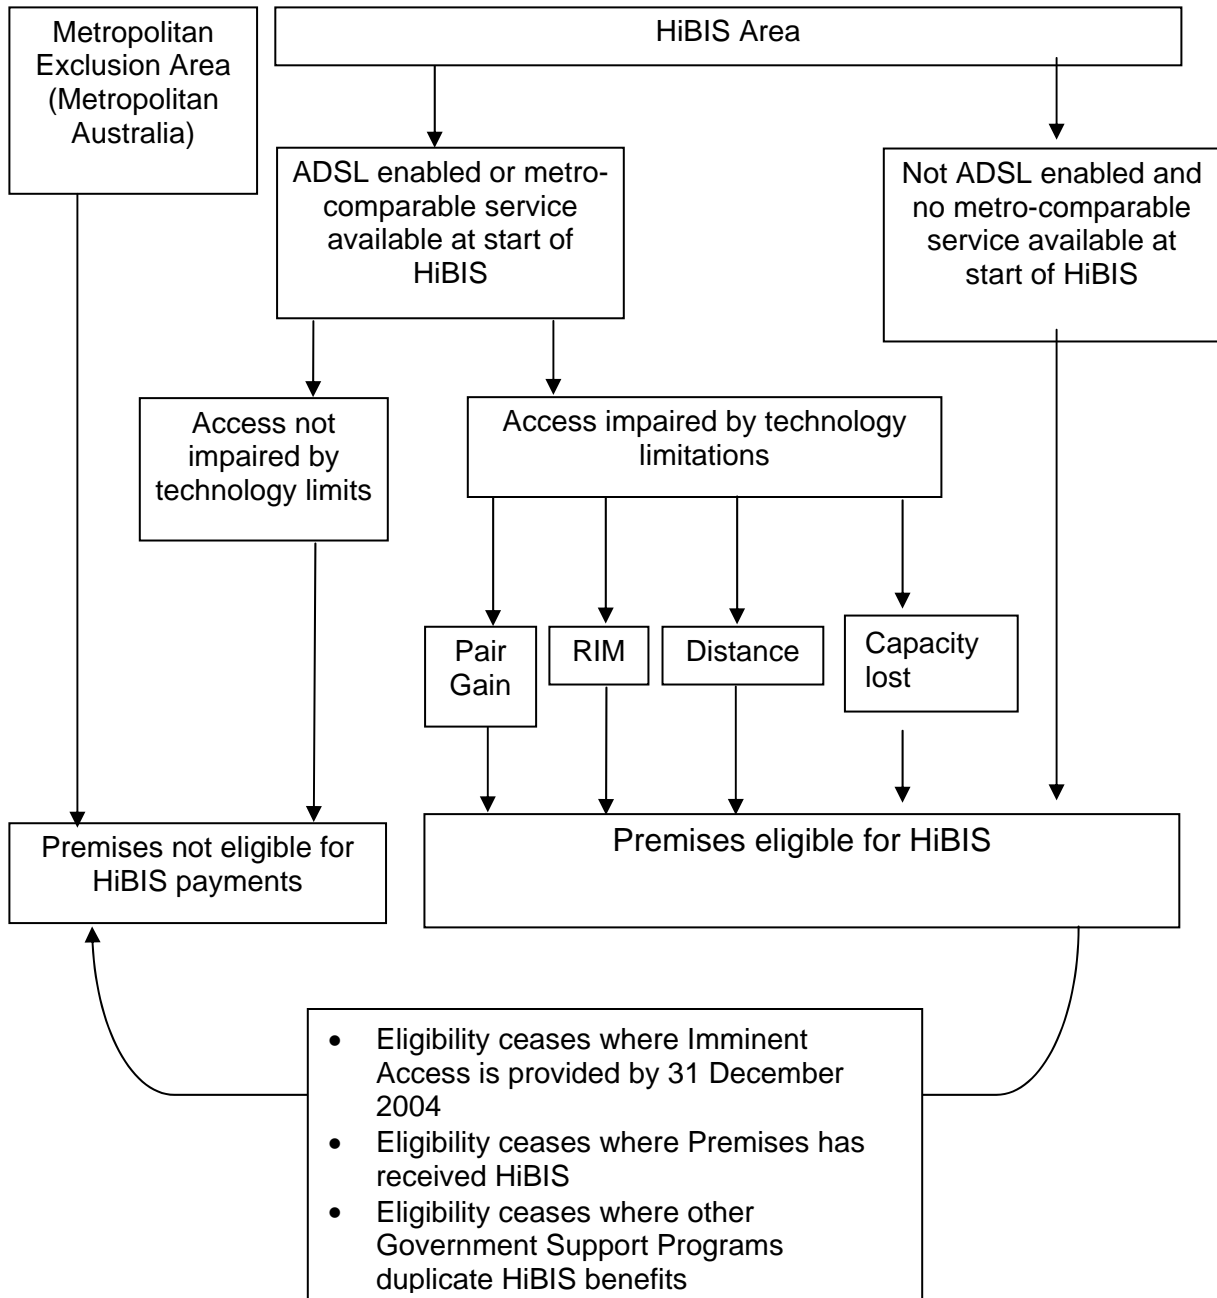 Metropolitan
Exclusion Area
(Metropolitan
Australia)
HiBIS Area
ADSL enabled or metro-
comparable service
available at start of
HiBIS
Not ADSL enabled and
no metro-comparable
service available at
start of HiBIS
Access not
impaired by
technology limits
Access impaired by technology
limitations
Pair
Gain
RIM
Distance
Capacity
lost
Premises not eligible for
HiBIS payments
Premises eligible for HiBIS
• Eligibility ceases where Imminent
Access is provided by 31 December
2004
• Eligibility ceases where Premises has
received HiBIS
• Eligibility ceases where other
Government Support Programs
duplicate HiBIS benefits